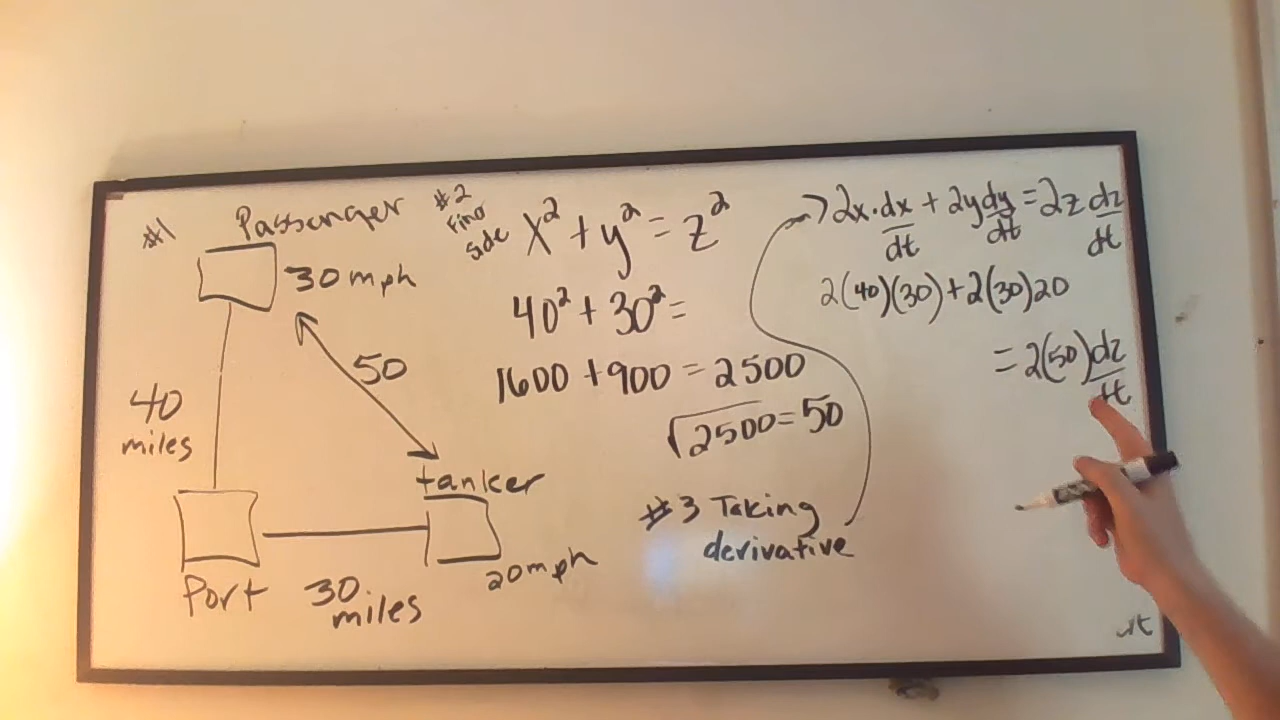 #1
Passenger
30 mph
50
40
miles
tanker
20mph
Port
30
miles
#2
Find
side
x² + y² = z²
40² + 30² =
1600 + 900 = 2500
√2500 = 50
#3 Taking
derivative
2x·dx/dt + 2y dy/dt = 2z dz/dt
2(40)(30) + 2(30)20
= 2(50) dz/dt